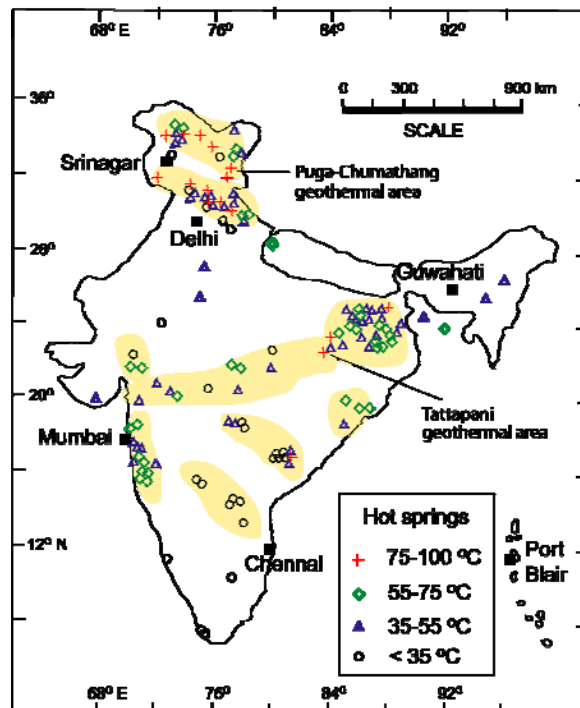 68° E 76° 84° 92°
36°
0 300 900 km
SCALE
Srinagar
Puga-Chumathang
geothermal area
Delhi
28°
Guwahati
20°
Tattapani
geothermal area
Mumbai
Hot springs
75-100 °C
55-75 °C
35-55 °C
< 35 °C
Port
Blair
12° N
Chennai
68° E 76° 84° 92°